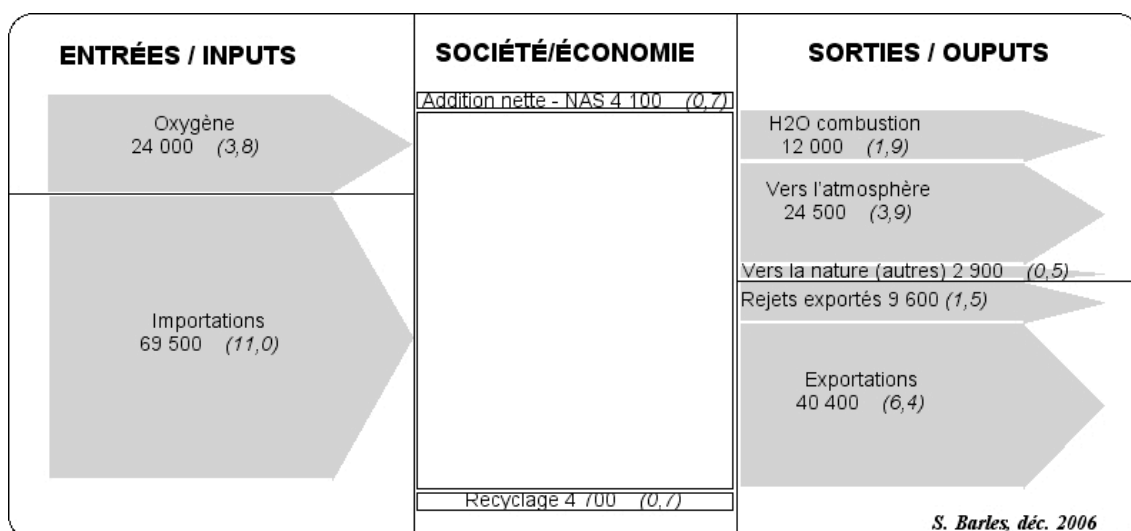 ENTRÉES / INPUTS
Oxygène
24 000 (3,8)
Importations
69 500 (11,0)
SOCIÉTÉ/ÉCONOMIE
Addition nette - NAS 4 100 (0,7)
Recyclage 4 700 (0,7)
SORTIES / OUPUTS
H2O combustion
12 000 (1,9)
Vers l'atmosphère
24 500 (3,9)
Vers la nature (autres) 2 900 (0,5)
Rejets exportés 9 600 (1,5)
Exportations
40 400 (6,4)
S. Barles, déc. 2006